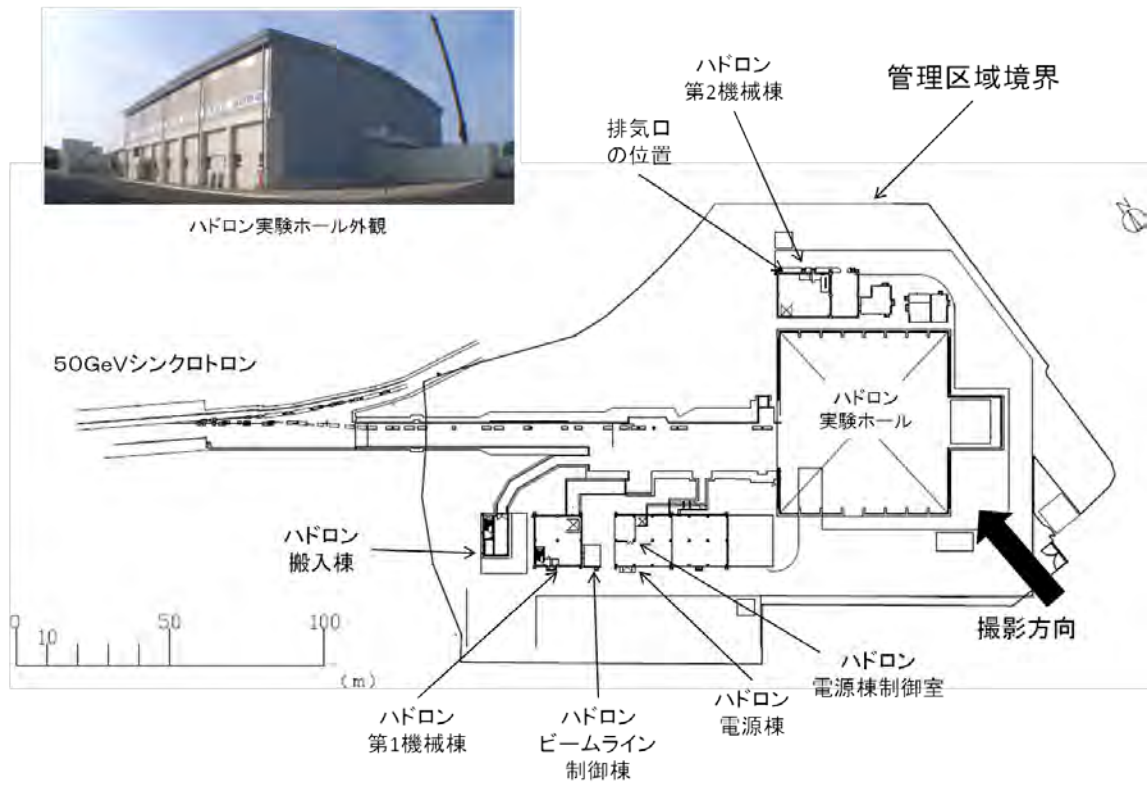 ハドロン
第2機械棟
管理区域境界
排気口
の位置
ハドロン実験ホール外観
50GeVシンクロトロン
ハドロン
実験ホール
ハドロン
搬入棟
撮影方向
0
10
50
100
(m)
ハドロン
電源棟制御室
ハドロン
電源棟
ハドロン
第1機械棟
ハドロン
ビームライン
制御棟